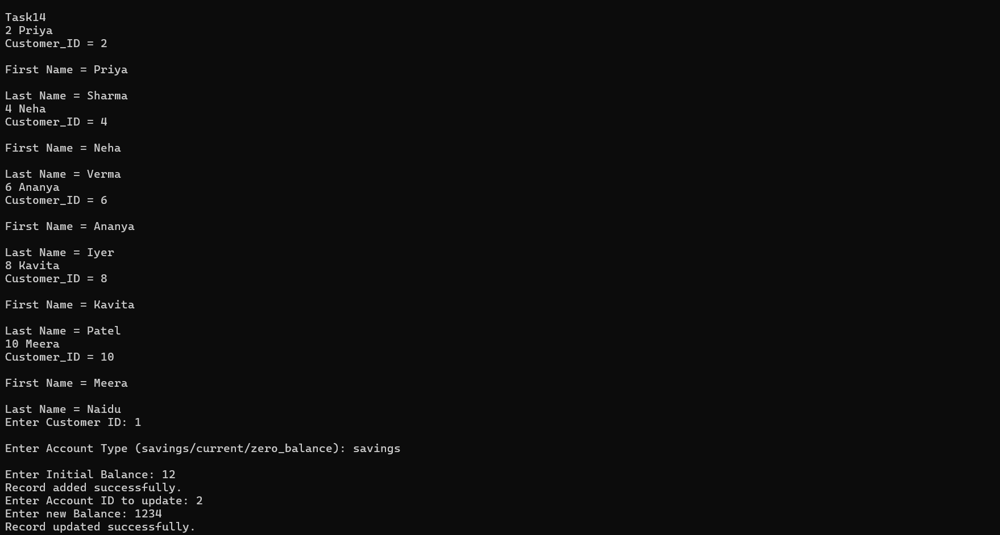 Task14
2 Priya
Customer_ID = 2
First Name = Priya
Last Name = Sharma
4 Neha
Customer_ID = 4
First Name = Neha
Last Name = Verma
6 Ananya
Customer_ID = 6
First Name = Ananya
Last Name = Iyer
8 Kavita
Customer_ID = 8
First Name = Kavita
Last Name = Patel
10 Meera
Customer_ID = 10
First Name = Meera
Last Name = Naidu
Enter Customer ID: 1
Enter Account Type (savings/current/zero_balance): savings
Enter Initial Balance: 12
Record added successfully.
Enter Account ID to update: 2
Enter new Balance: 1234
Record updated successfully.